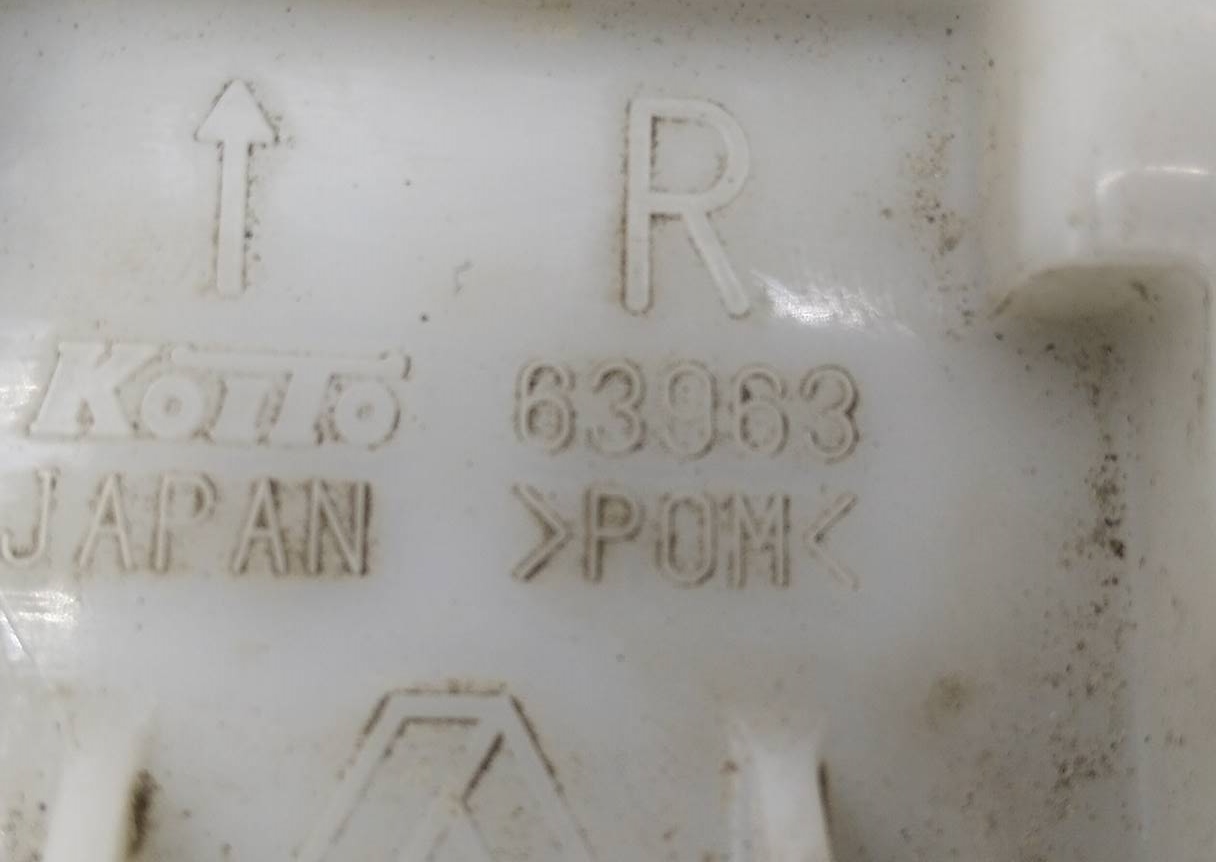 ↑ R
KOITO 63963
JAPAN >POM<